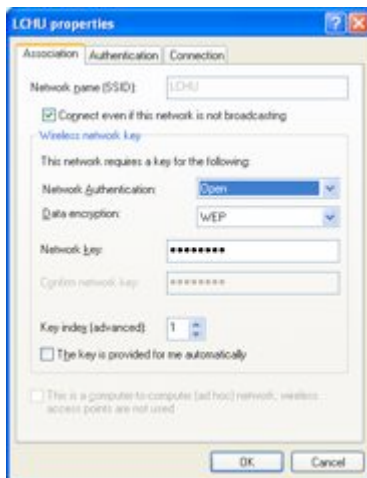 LCHU properties
Association Authentication Connection
Network name (SSID): LCHU
Connect even if this network is not broadcasting
Wireless network key
This network requires a key for the following:
Network Authentication: Open
Data encryption: WEP
Network key: ••••••••
Confirm network key: ••••••••
Key index (advanced): 1
The key is provided for me automatically
This is a computer-to-computer (ad hoc) network; wireless
access points are not used
OK Cancel